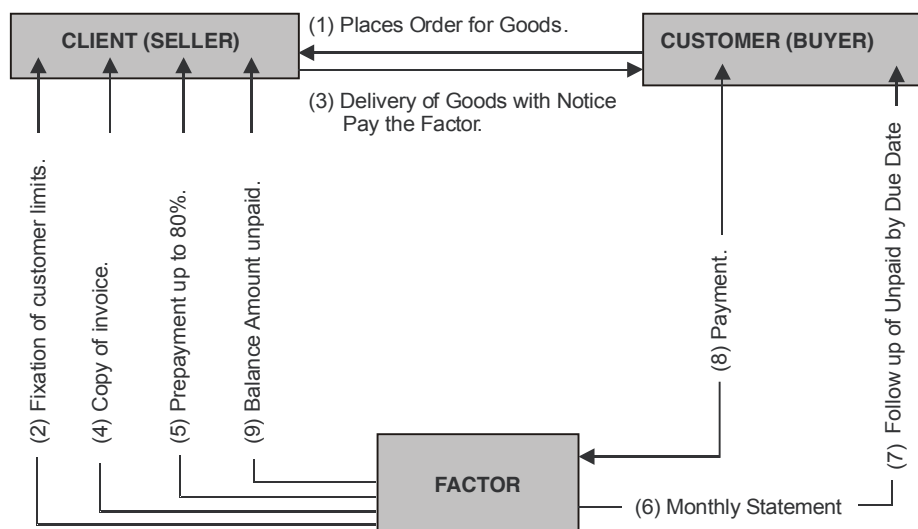 (1) Places Order for Goods.
CLIENT (SELLER)
CUSTOMER (BUYER)
(3) Delivery of Goods with Notice
Pay the Factor.
(2) Fixation of customer limits.
(4) Copy of invoice.
(5) Prepayment up to 80%.
(9) Balance Amount unpaid.
(8) Payment.
(7) Follow up of Unpaid by Due Date
FACTOR
(6) Monthly Statement